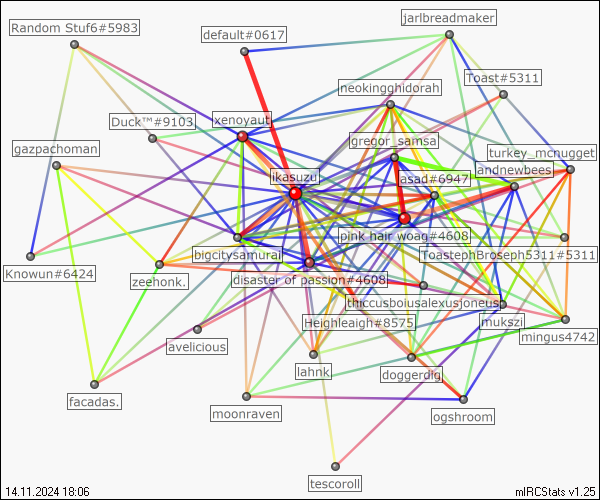 jarlbreadmaker
Random Stuf6#5983
default#0617
Toast#5311
neokingghidorah
Duck™#9103
xenoyaut
gregor_samsa
gazpachoman
turkey_mcnugget
andnewbees
likasuzu
asad#6947
pink hair woag#4608
bigcitysamurai
ToastephBroseph5311#5311
Knowun#6424
zeehonk.
disaster of passion#4608
thiccusboiusalexusjoneus
Heighleaigh#8575
mukszi
mingus4742
avelicious
lahnk
doggerdig
facadas.
moonraven
ogshroom
tescoroll
14.11.2024 18:06
mIRCStats v1.25